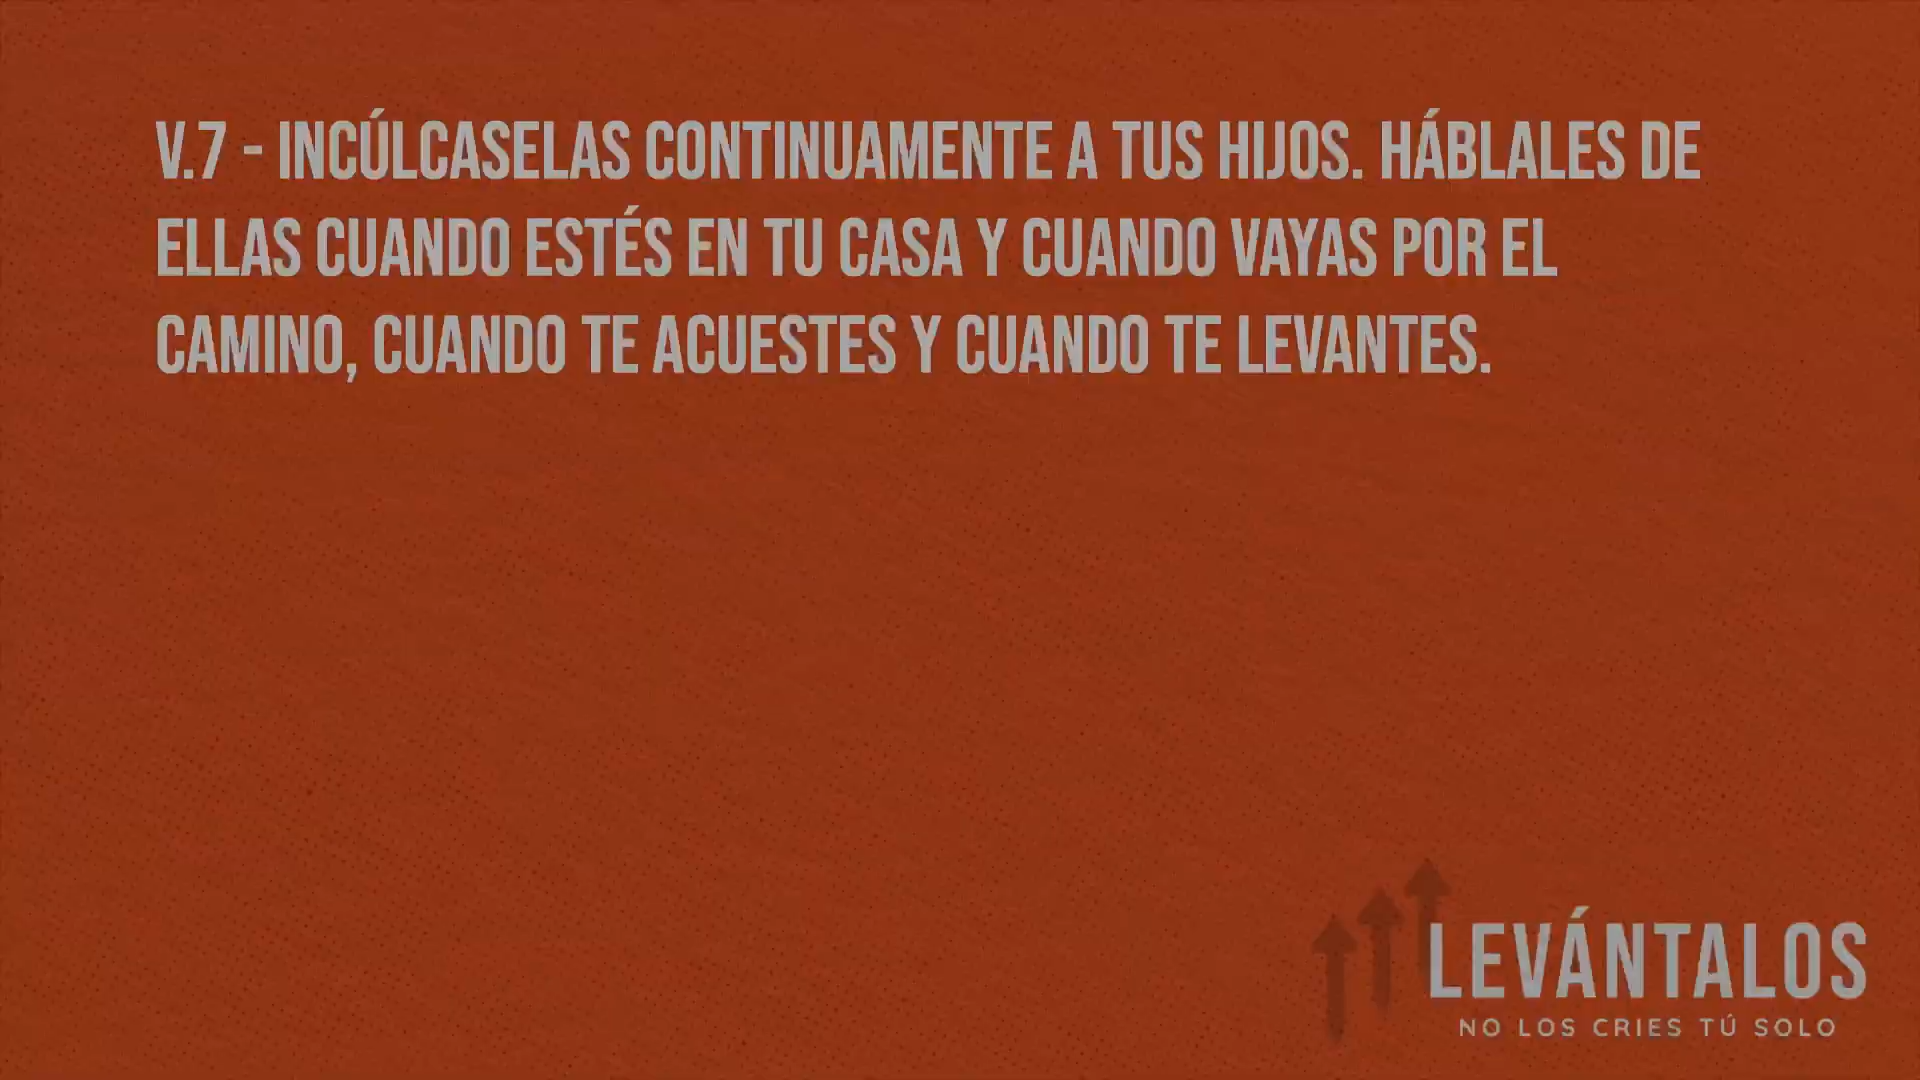 V.7 - INCÚLCASELAS CONTINUAMENTE A TUS HIJOS. HÁBLALES DE
ELLAS CUANDO ESTÉS EN TU CASA Y CUANDO VAYAS POR EL
CAMINO, CUANDO TE ACUESTES Y CUANDO TE LEVANTES.
LEVÁNTALOS
NO LOS CRIES TÚ SOLO